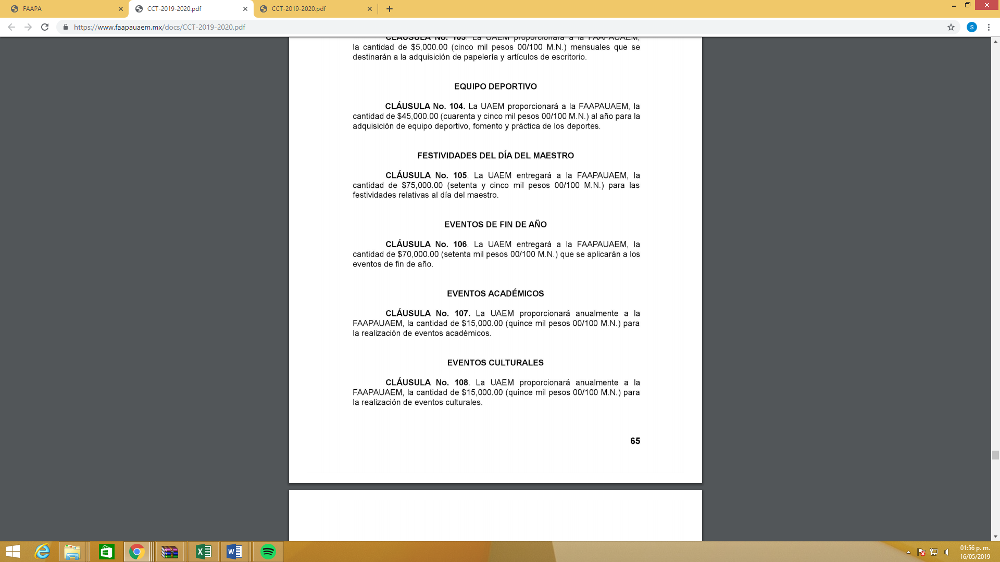 FAAPA
CCT-2019-2020.pdf
CCT-2019-2020.pdf
https://www.faapauaem.mx/docs/CCT-2019-2020.pdf
S
CLÁUSULA No. 103. La UAEM proporcionará a la FAAPAUAEM,
la cantidad de $5,000.00 (cinco mil pesos 00/100 M.N.) mensuales que se
destinarán a la adquisición de papelería y artículos de escritorio.
EQUIPO DEPORTIVO
CLÁUSULA No. 104. La UAEM proporcionará a la FAAPAUAEM, la
cantidad de $45,000.00 (cuarenta y cinco mil pesos 00/100 M.N.) al año para la
adquisición de equipo deportivo, fomento y práctica de los deportes.
FESTIVIDADES DEL DÍA DEL MAESTRO
CLÁUSULA No. 105. La UAEM entregará a la FAAPAUAEM, la
cantidad de $75,000.00 (setenta y cinco mil pesos 00/100 M.N.) para las
festividades relativas al día del maestro.
EVENTOS DE FIN DE AÑO
CLÁUSULA No. 106. La UAEM entregará a la FAAPAUAEM, la
cantidad de $70,000.00 (setenta mil pesos 00/100 M.N.) que se aplicarán a los
eventos de fin de año.
EVENTOS ACADÉMICOS
CLÁUSULA No. 107. La UAEM proporcionará anualmente a la
FAAPAUAEM, la cantidad de $15,000.00 (quince mil pesos 00/100 M.N.) para
la realización de eventos académicos.
EVENTOS CULTURALES
CLÁUSULA No. 108. La UAEM proporcionará anualmente a la
FAAPAUAEM, la cantidad de $15,000.00 (quince mil pesos 00/100 M.N.) para
la realización de eventos culturales.
65
01:56 p. m.
16/05/2019